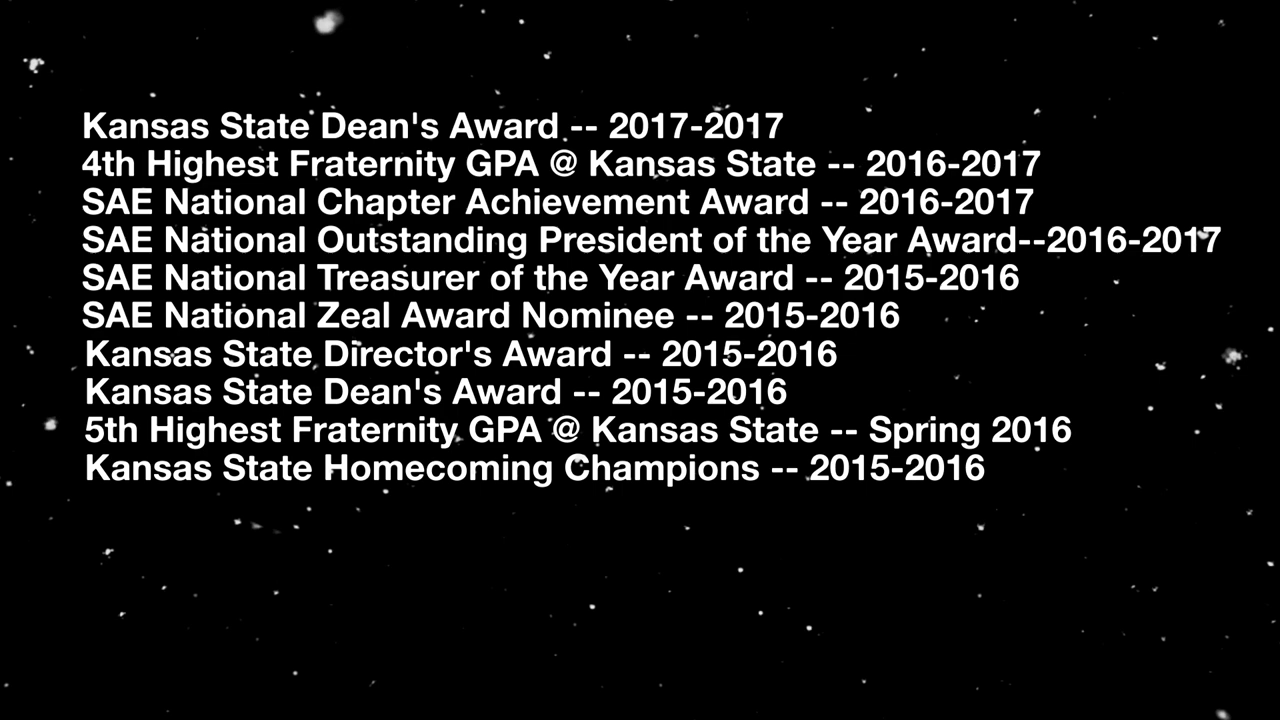 Kansas State Dean's Award -- 2017-2017
4th Highest Fraternity GPA @ Kansas State -- 2016-2017
SAE National Chapter Achievement Award -- 2016-2017
SAE National Outstanding President of the Year Award--2016-2017
SAE National Treasurer of the Year Award -- 2015-2016
SAE National Zeal Award Nominee -- 2015-2016
Kansas State Director's Award -- 2015-2016
Kansas State Dean's Award -- 2015-2016
5th Highest Fraternity GPA @ Kansas State -- Spring 2016
Kansas State Homecoming Champions -- 2015-2016